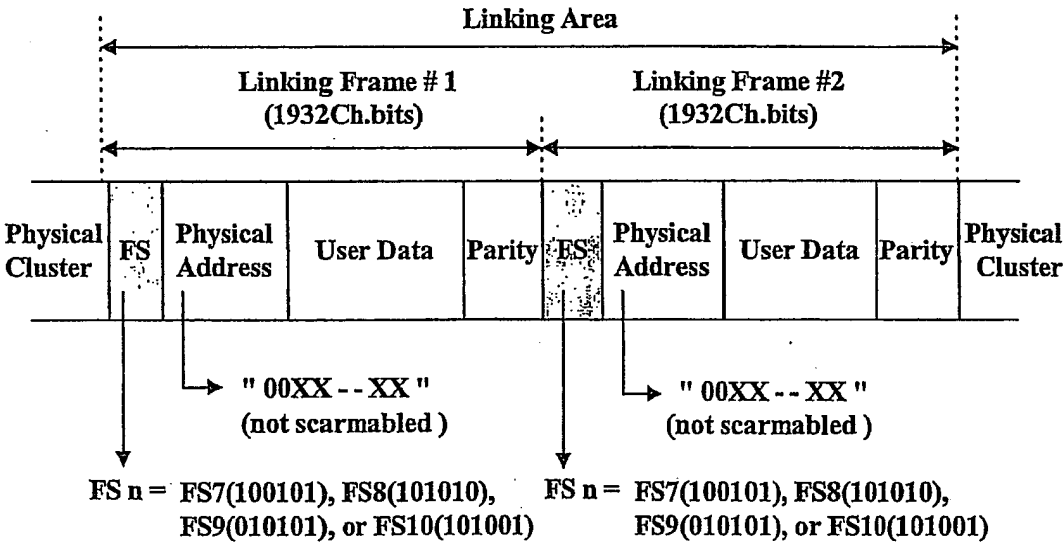 Linking Area
Linking Frame # 1
(1932Ch.bits)
Linking Frame #2
(1932Ch.bits)
Physical
Cluster
FS
Physical
Address
User Data
Parity
FS
Physical
Address
User Data
Parity
Physical
Cluster
" 00XX - - XX "
(not scarmabled )
" 00XX - - XX "
(not scarmabled )
FS n = FS7(100101), FS8(101010),
FS9(010101), or FS10(101001)
FS n = FS7(100101), FS8(101010),
FS9(010101), or FS10(101001)